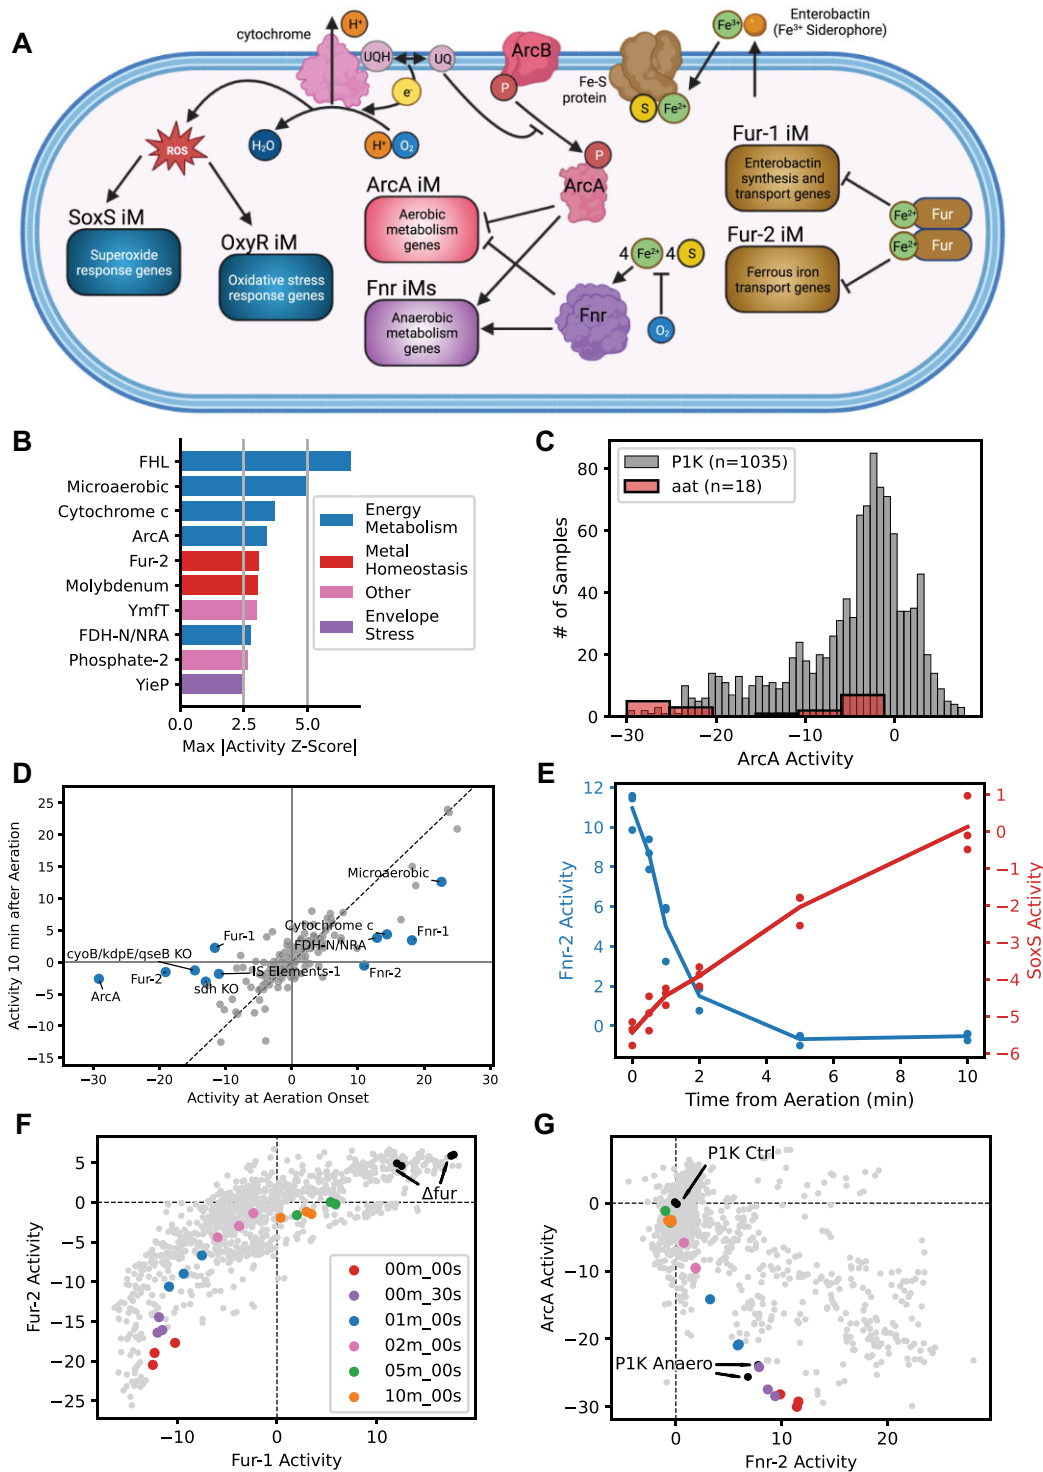 A
cytochrome
H⁺
UQH
UQ
e⁻
ROS
H₂O
H⁺
O₂
ArcB
P
P
ArcA
Fe-S
protein
S
Fe²⁺
Fe³⁺
Enterobactin
(Fe³⁺ Siderophore)
SoxS iM
Superoxide
response genes
OxyR iM
Oxidative stress
response genes
ArcA iM
Aerobic
metabolism
genes
Fnr iMs
Anaerobic
metabolism
genes
4
Fe²⁺
4
S
Fnr
O₂
Fur-1 iM
Enterobactin
synthesis and
transport genes
Fe²⁺
Fur
Fe²⁺
Fur
Fur-2 iM
Ferrous iron
transport genes
B
FHL
Microaerobic
Cytochrome c
ArcA
Fur-2
Molybdenum
YmfT
FDH-N/NRA
Phosphate-2
YieP
Energy
Metabolism
Metal
Homeostasis
Other
Envelope
Stress
0.0
2.5
5.0
Max |Activity Z-Score|
C
P1K (n=1035)
aat (n=18)
80
60
40
20
0
# of Samples
−30
−20
−10
0
ArcA Activity
D
25
20
15
10
5
0
−5
−10
−15
Activity 10 min after Aeration
Microaerobic
Cytochrome c
FDH-N/NRA
Fnr-1
Fur-1
cyoB/kdpE/qseB KO
IS Elements-1
Fnr-2
Fur-2
sdh KO
ArcA
−30
−20
−10
0
10
20
30
Activity at Aeration Onset
E
12
10
8
6
4
2
0
Fnr-2 Activity
1
0
−1
−2
−3
−4
−5
−6
SoxS Activity
0
2
4
6
8
10
Time from Aeration (min)
F
5
0
−5
−10
−15
−20
−25
Fur-2 Activity
Δfur
00m_00s
00m_30s
01m_00s
02m_00s
05m_00s
10m_00s
−10
0
10
Fur-1 Activity
G
P1K Ctrl
0
−10
−20
−30
ArcA Activity
P1K Anaero
0
10
20
Fnr-2 Activity